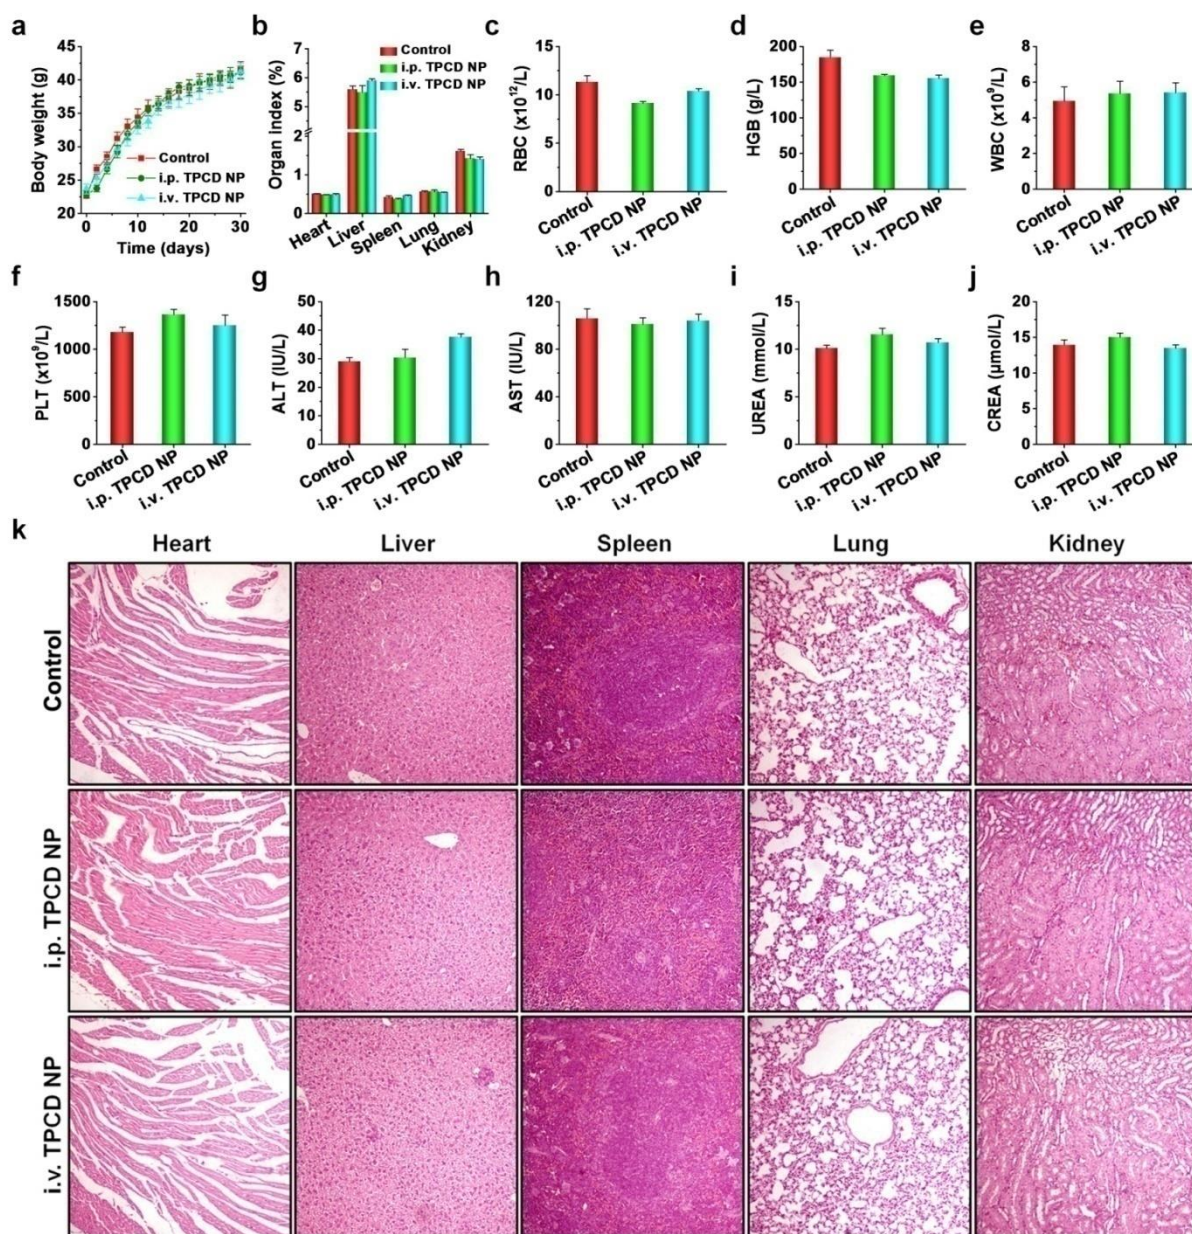 a
Body weight (g)
45
40
35
30
25
20
Control
i.p. TPCD NP
i.v. TPCD NP
0
10
20
30
Time (days)
b
Organ index (%)
7
6
5
2
1
0
Control
i.p. TPCD NP
i.v. TPCD NP
Heart
Liver
Spleen
Lung
Kidney
c
RBC (x10¹²/L)
15
10
5
0
Control
i.p. TPCD NP
i.v. TPCD NP
d
HGB (g/L)
200
150
100
50
0
Control
i.p. TPCD NP
i.v. TPCD NP
e
WBC (x10⁹/L)
8
6
4
2
0
Control
i.p. TPCD NP
i.v. TPCD NP
f
PLT (x10⁹/L)
1500
1000
500
0
Control
i.p. TPCD NP
i.v. TPCD NP
g
ALT (IU/L)
50
40
30
20
10
0
Control
i.p. TPCD NP
i.v. TPCD NP
h
AST (IU/L)
120
80
40
0
Control
i.p. TPCD NP
i.v. TPCD NP
i
UREA (mmol/L)
15
10
5
0
Control
i.p. TPCD NP
i.v. TPCD NP
j
CREA (μmol/L)
20
15
10
5
0
Control
i.p. TPCD NP
i.v. TPCD NP
k
Heart
Liver
Spleen
Lung
Kidney
Control
i.p. TPCD NP
i.v. TPCD NP